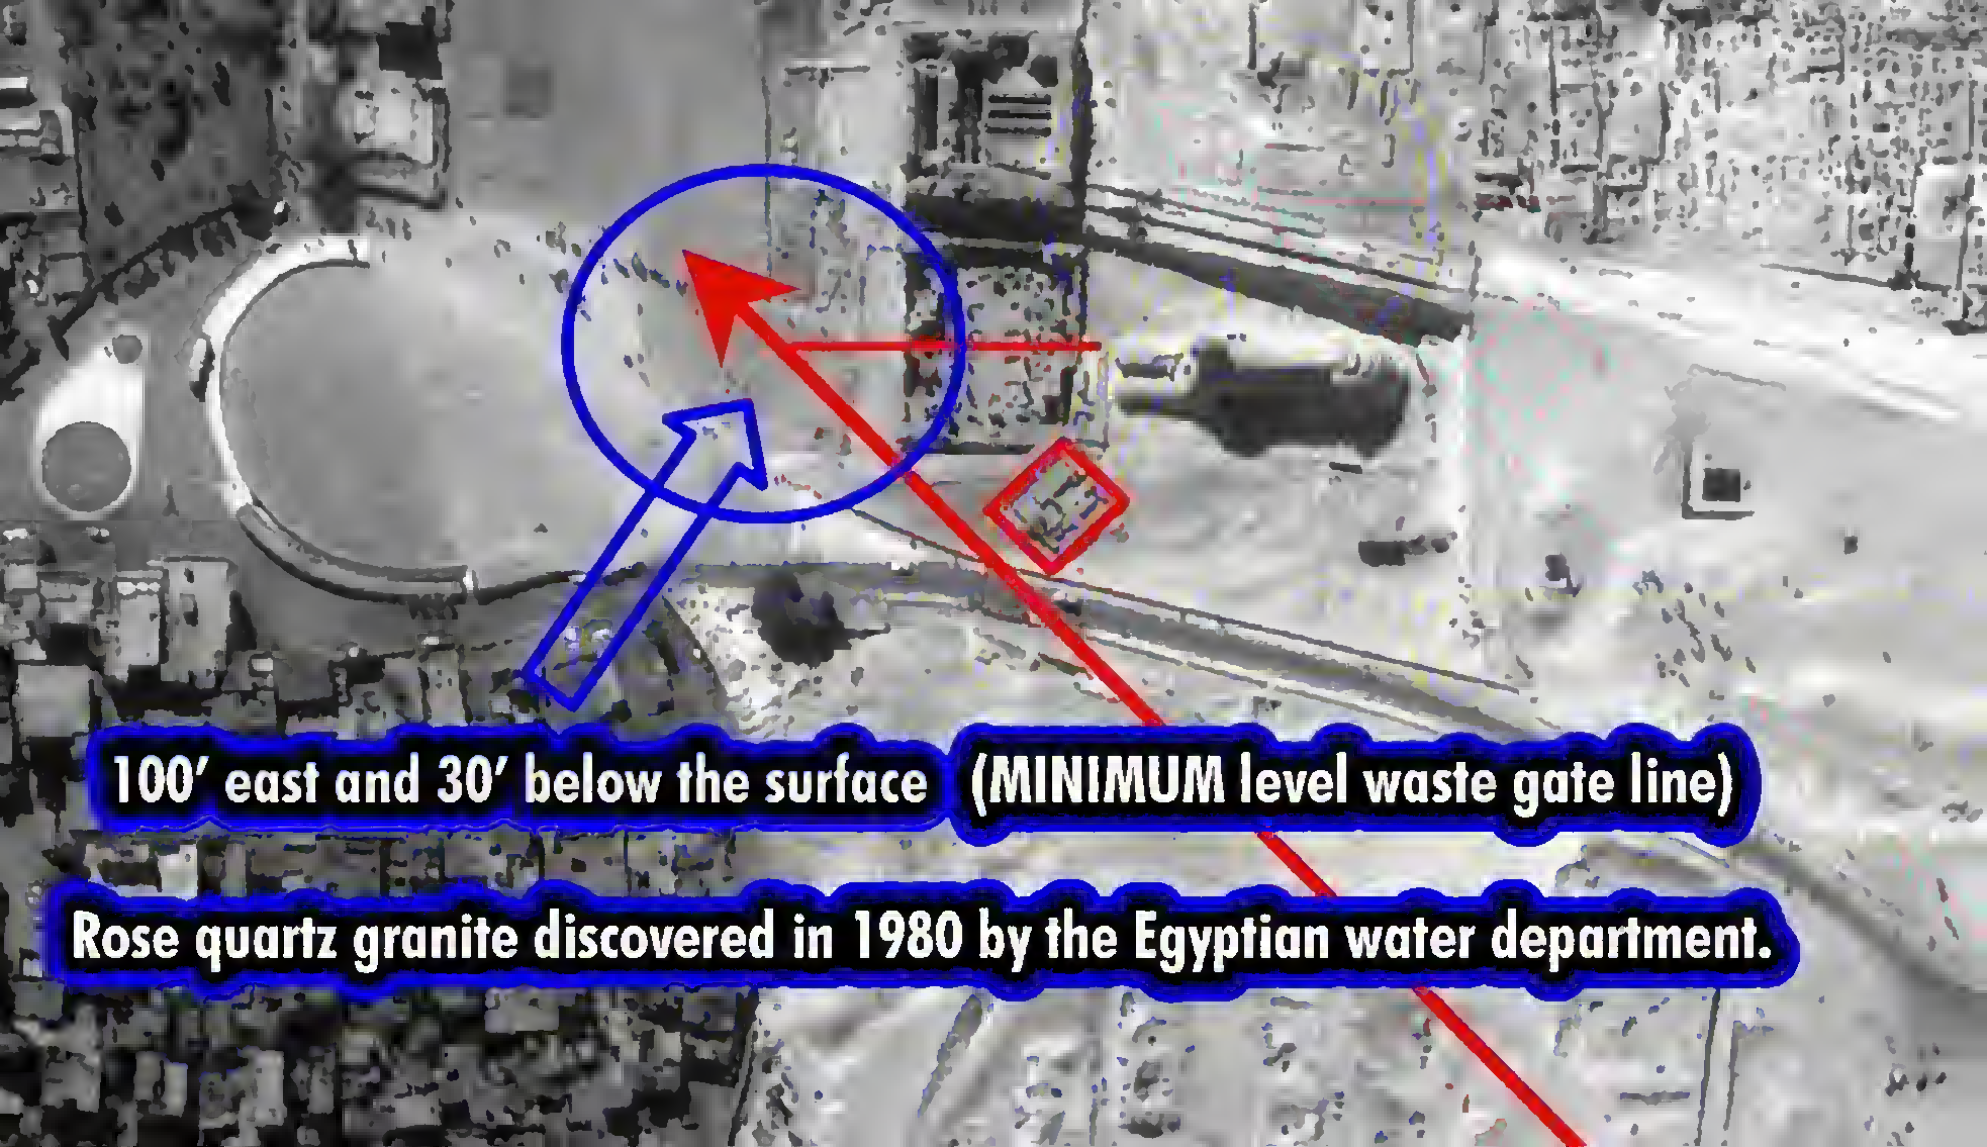 100’ east and 30’ below the surface (MINIMUM level waste gate line)
Rose quartz granite discovered in 1980 by the Egyptian water department.